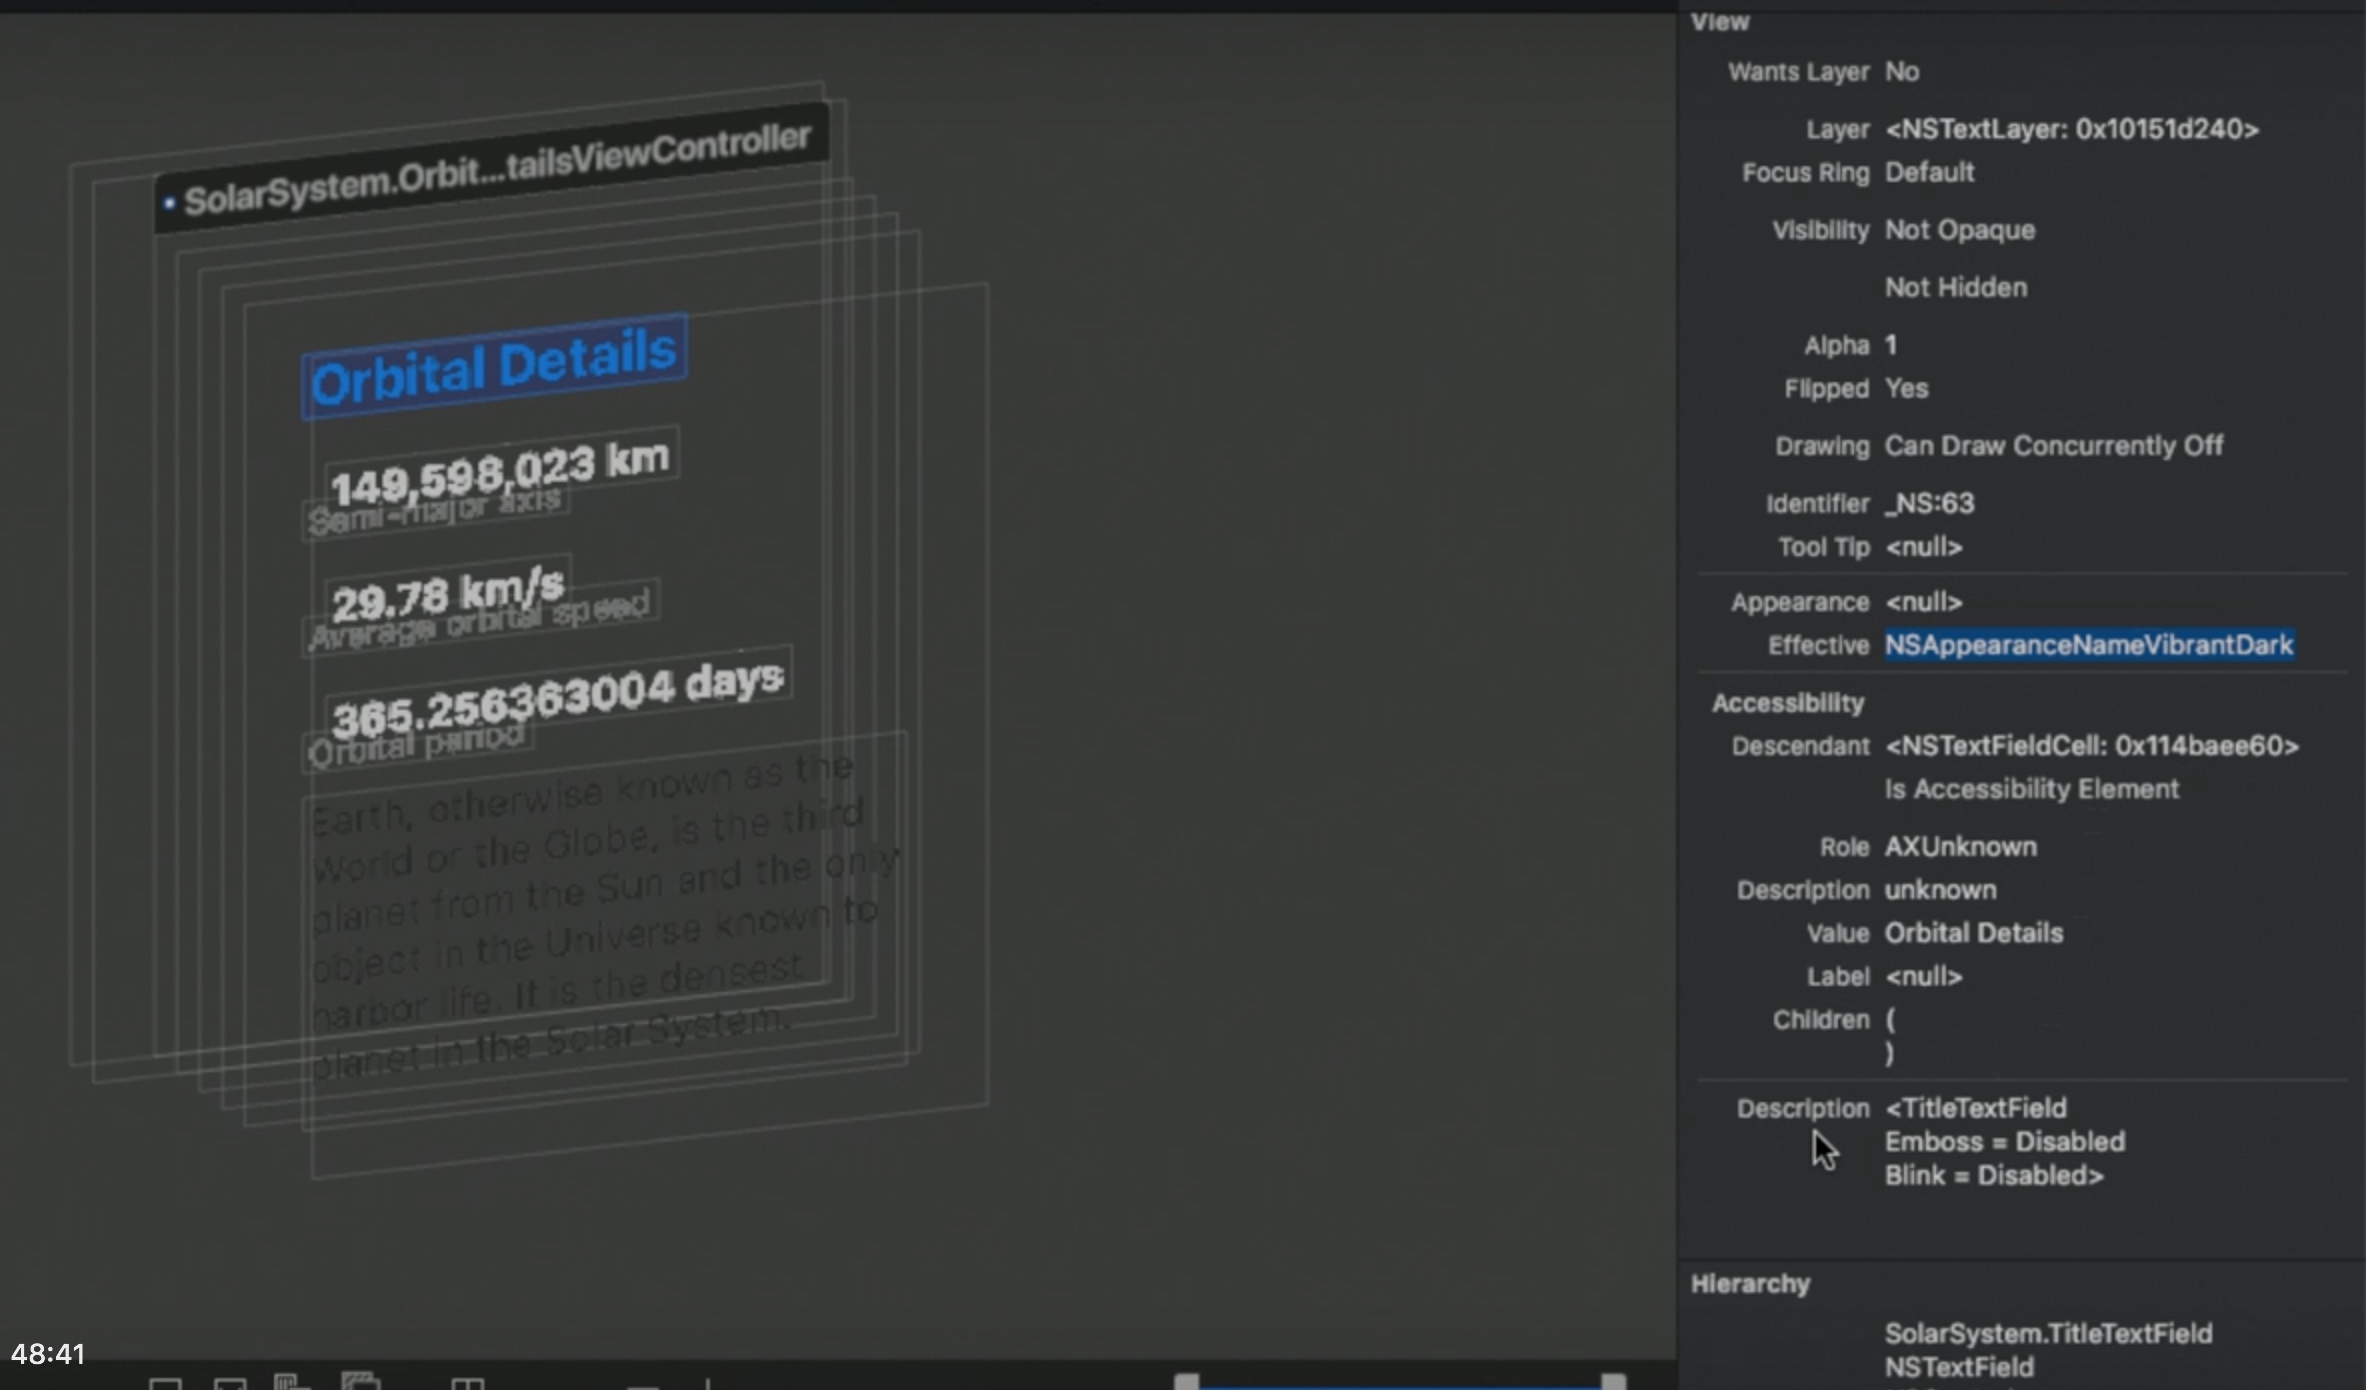 SolarSystem.Orbit...tailsViewController
Orbital Details
149,598,023 km
Semi-major axis
29.78 km/s
Average orbital speed
365.256363004 days
Orbital period
Earth, otherwise known as the
World or the Globe, is the third
planet from the Sun and the only
object in the Universe known to
harbor life. It is the densest
planet in the Solar System.
48:41
View
Wants Layer No
Layer <NSTextLayer: 0x10151d240>
Focus Ring Default
Visibility Not Opaque
Not Hidden
Alpha 1
Flipped Yes
Drawing Can Draw Concurrently Off
Identifier _NS:63
Tool Tip <null>
Appearance <null>
Effective NSAppearanceNameVibrantDark
Accessibility
Descendant <NSTextFieldCell: 0x114baee60>
Is Accessibility Element
Role AXUnknown
Description unknown
Value Orbital Details
Label <null>
Children (
)
Description <TitleTextField
Emboss = Disabled
Blink = Disabled>
Hierarchy
SolarSystem.TitleTextField
NSTextField